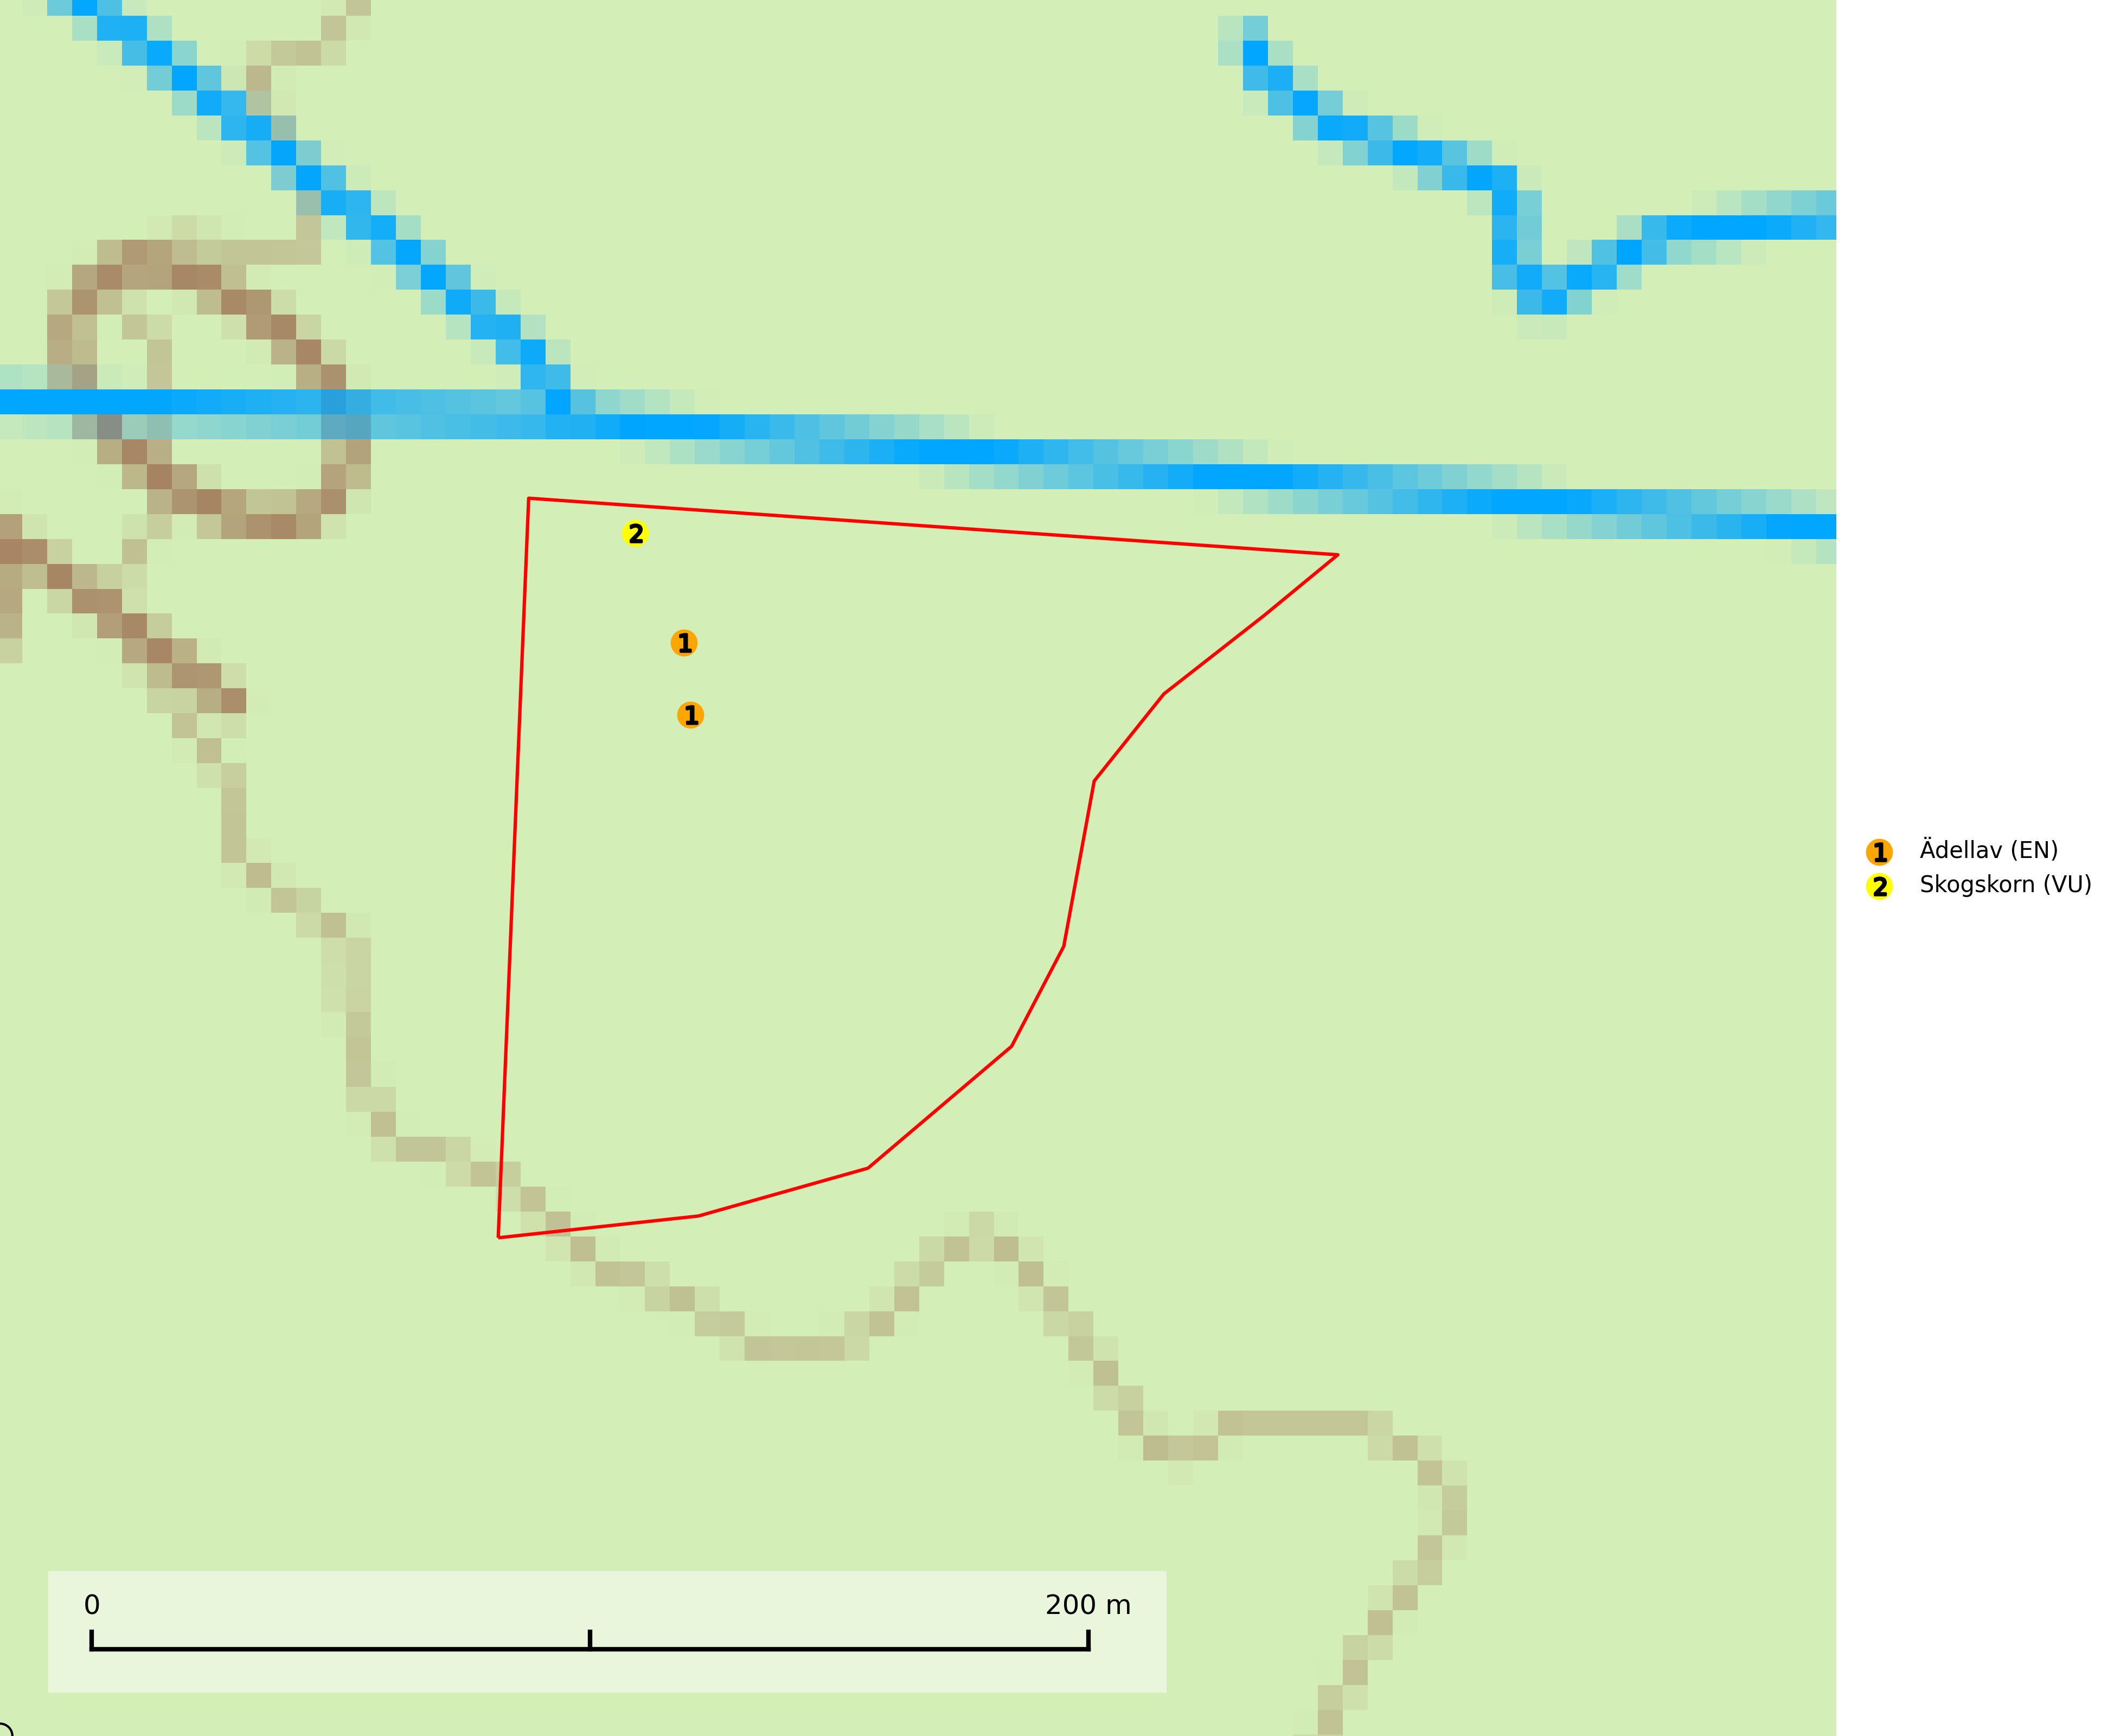 2
1
1
1 Ädellav (EN)
2 Skogskorn (VU)
0 200 m